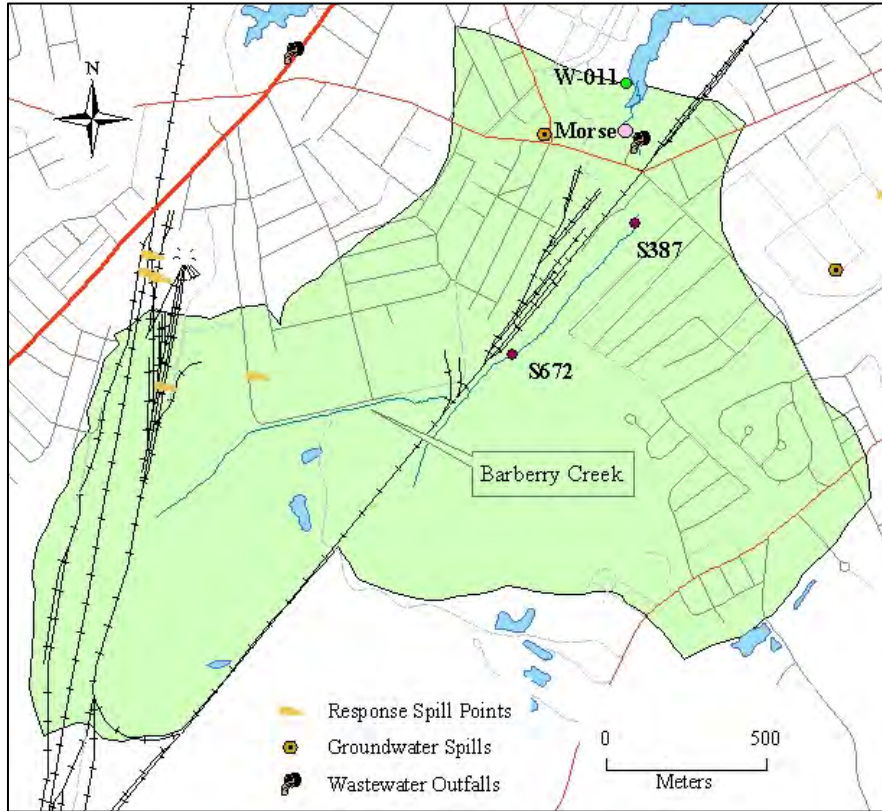 N
W-011
Morse
S387
S672
Barberry Creek
Response Spill Points
Groundwater Spills
Wastewater Outfalls
0 500
Meters